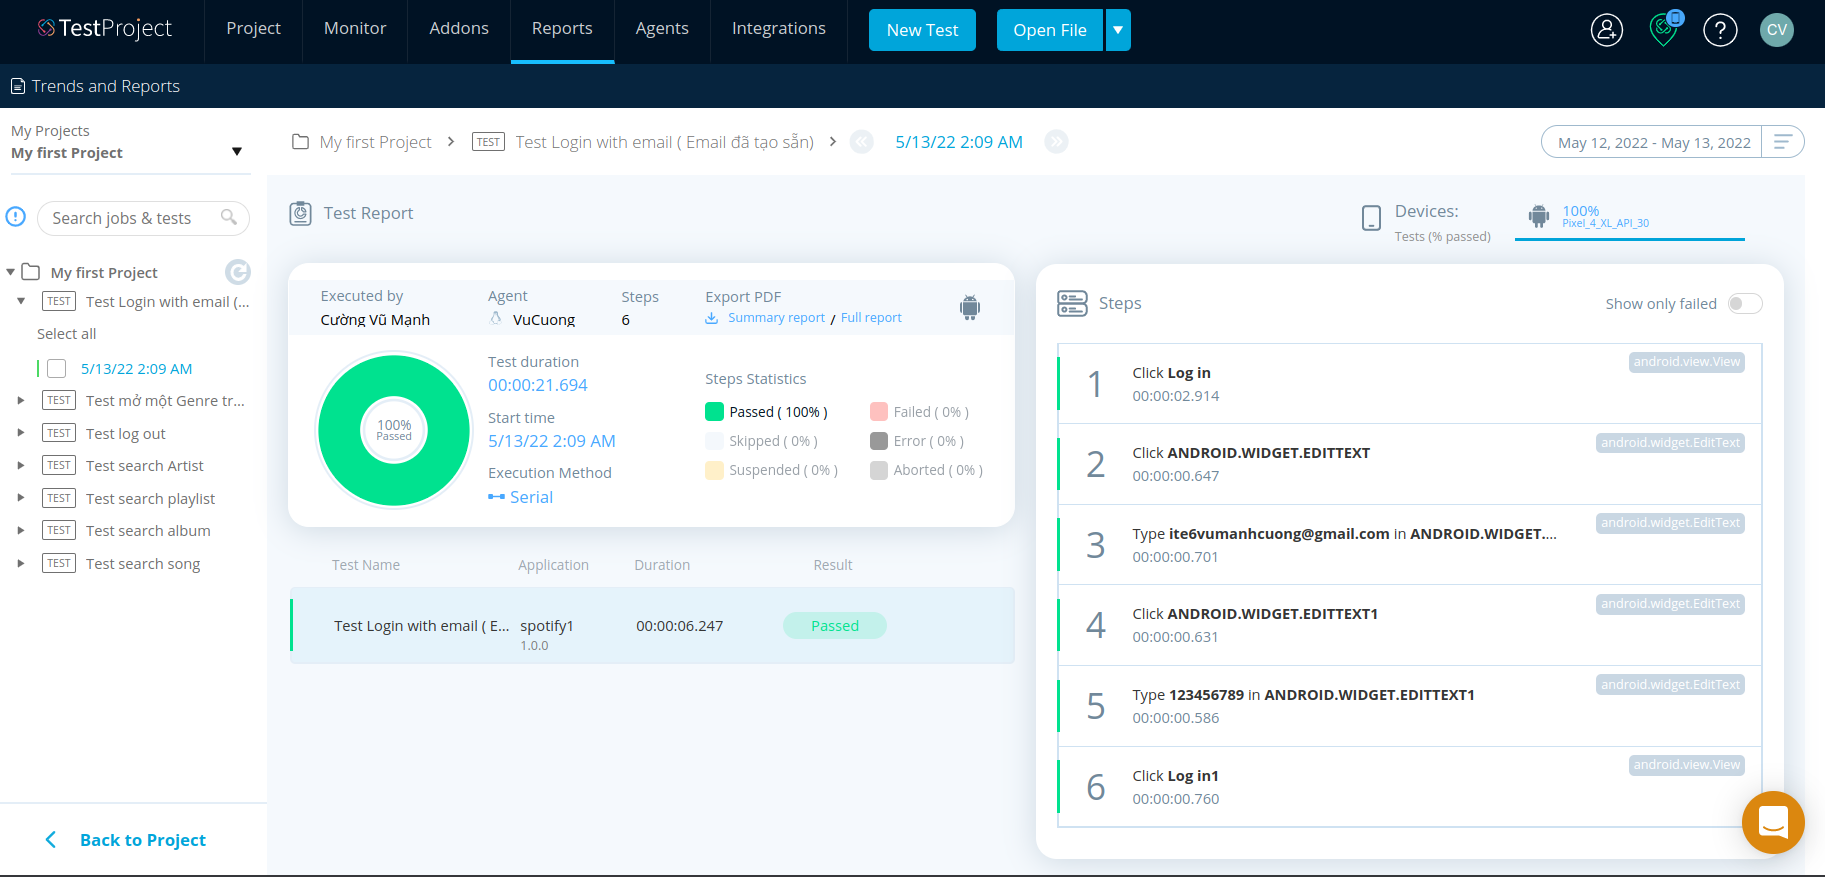 TestProject
Project
Monitor
Addons
Reports
Agents
Integrations
New Test
Open File
CV
Trends and Reports
My Projects
My first Project
Search jobs & tests
My first Project
TEST Test Login with email (...
Select all
5/13/22 2:09 AM
TEST Test mở một Genre tr...
TEST Test log out
TEST Test search Artist
TEST Test search playlist
TEST Test search album
TEST Test search song
Back to Project
My first Project > TEST Test Login with email ( Email đã tạo sẵn) > 5/13/22 2:09 AM
May 12, 2022 - May 13, 2022
Test Report
Devices:
Tests (% passed)
100%
Pixel_4_XL_API_30
Executed by
Cường Vũ Mạnh
Agent
VuCuong
Steps
6
Export PDF
Summary report / Full report
100%
Passed
Test duration
00:00:21.694
Start time
5/13/22 2:09 AM
Execution Method
Serial
Steps Statistics
Passed ( 100% )
Failed ( 0% )
Skipped ( 0% )
Error ( 0% )
Suspended ( 0% )
Aborted ( 0% )
Test Name Application Duration Result
Test Login with email ( E... spotify1 00:00:06.247 Passed
1.0.0
Steps
Show only failed
android.view.View
1 Click Log in
00:00:02.914
android.widget.EditText
2 Click ANDROID.WIDGET.EDITTEXT
00:00:00.647
android.widget.EditText
3 Type ite6vumanhcuong@gmail.com in ANDROID.WIDGET....
00:00:00.701
android.widget.EditText
4 Click ANDROID.WIDGET.EDITTEXT1
00:00:00.631
android.widget.EditText
5 Type 123456789 in ANDROID.WIDGET.EDITTEXT1
00:00:00.586
android.view.View
6 Click Log in1
00:00:00.760